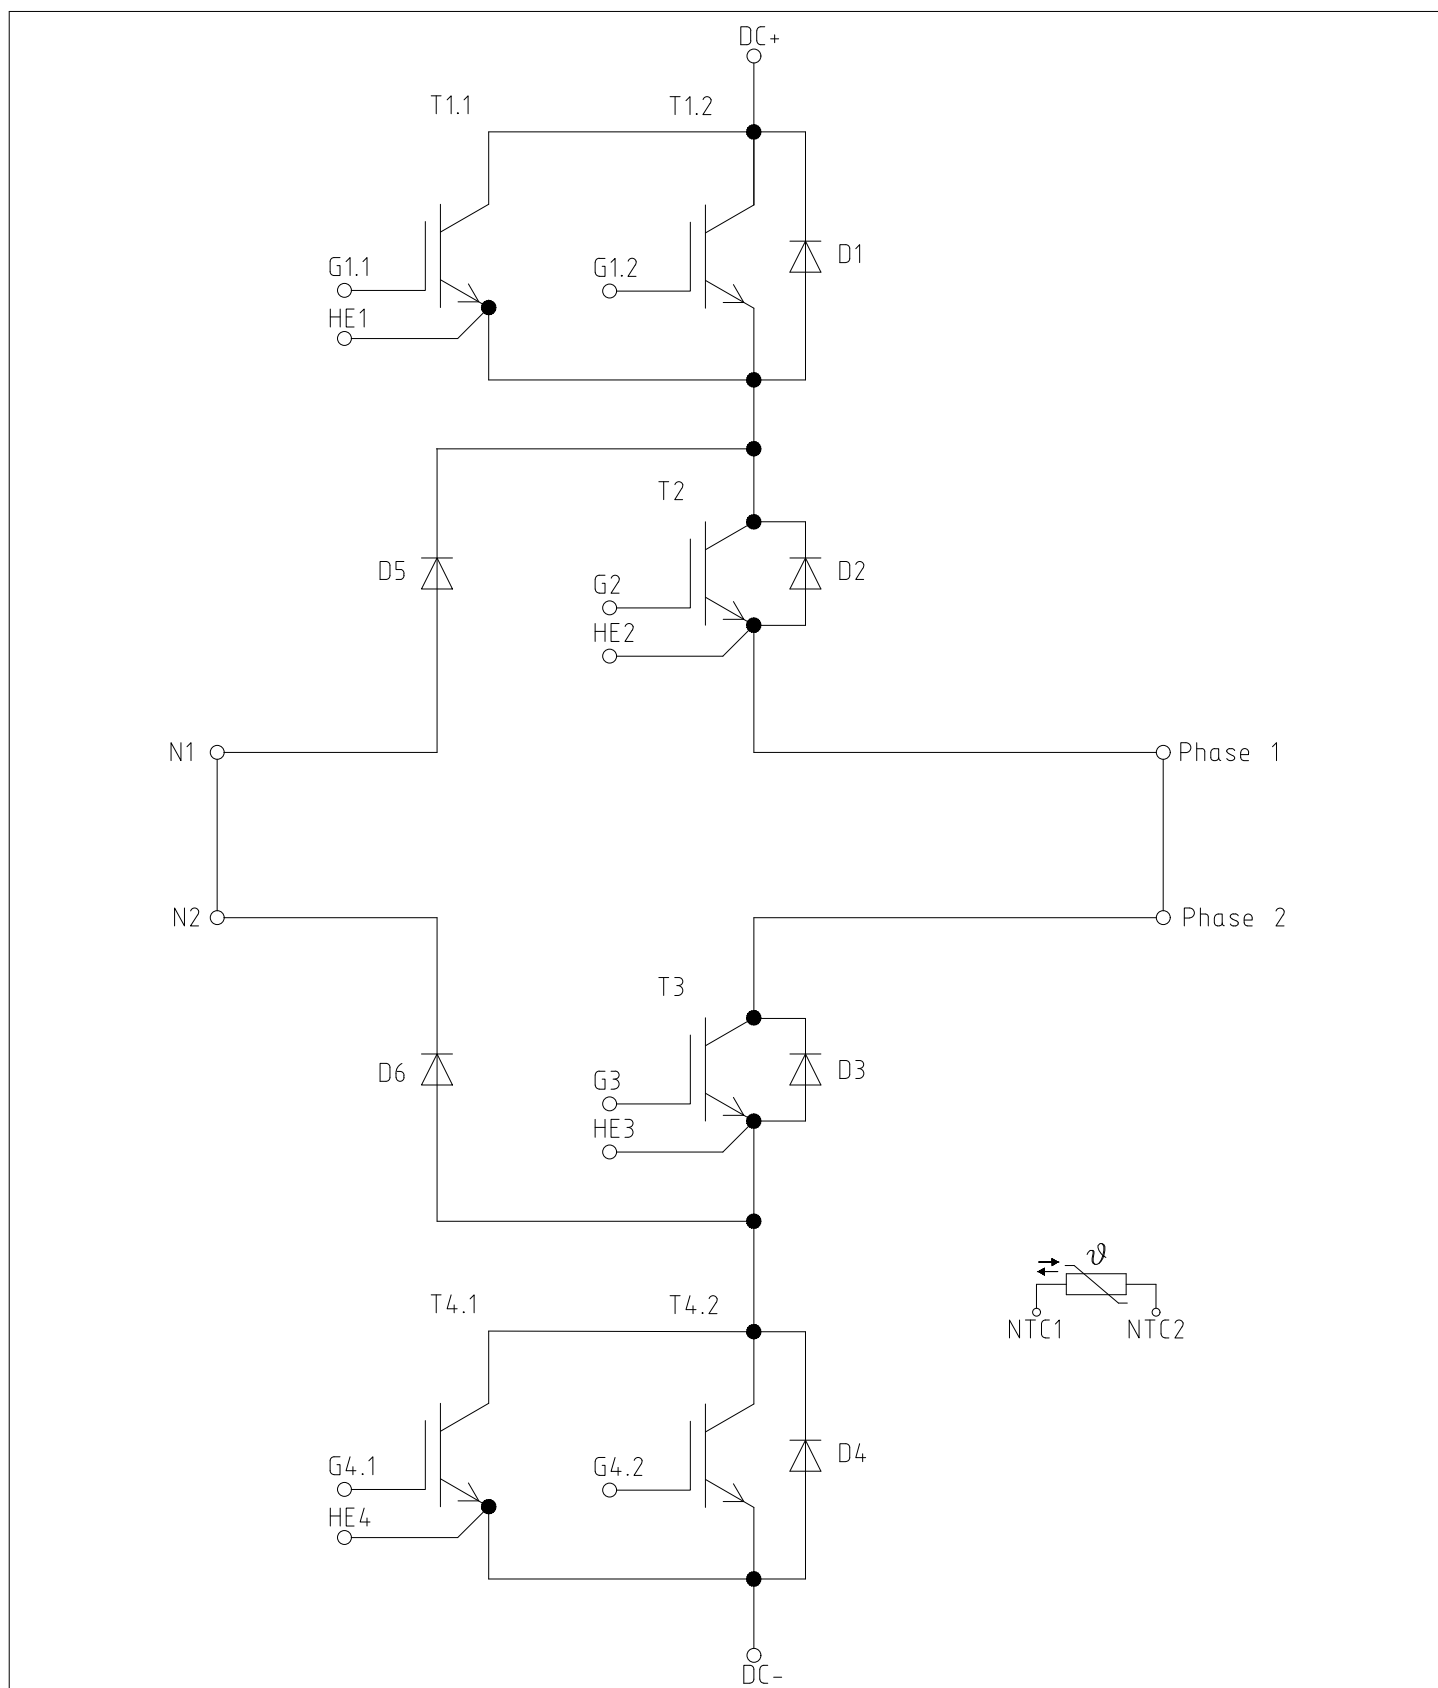 DC+
T1.1
T1.2
G1.1
G1.2
D1
HE1
T2
D5
G2
D2
HE2
N1
Phase 1
N2
Phase 2
T3
D6
G3
D3
HE3
ϑ
T4.1
T4.2
NTC1
NTC2
G4.1
G4.2
D4
HE4
DC-